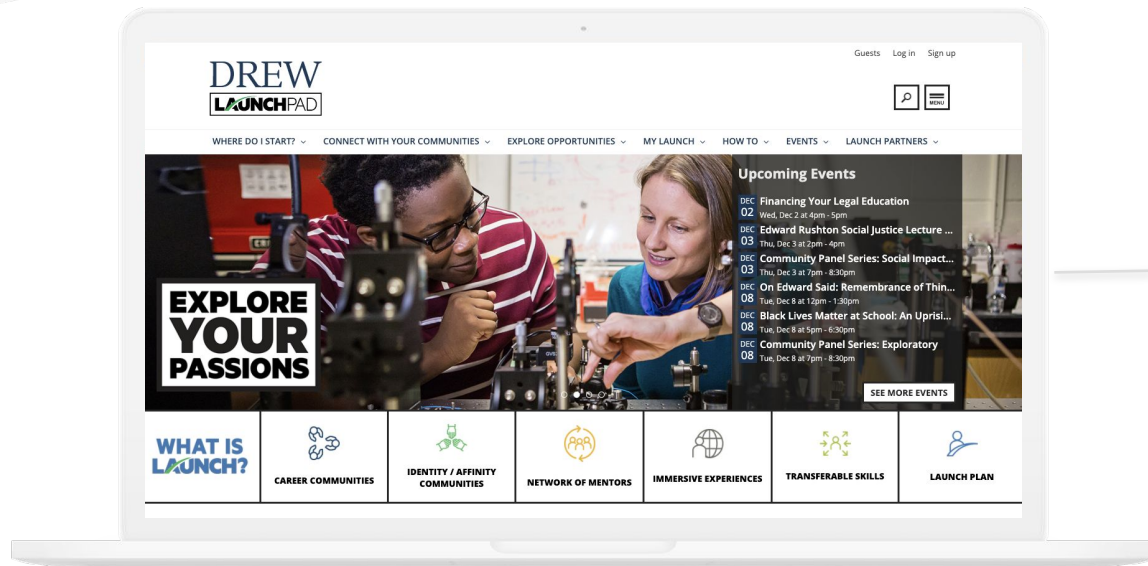 Guests Log in Sign up
DREW
LAUNCHPAD
MENU
WHERE DO I START? CONNECT WITH YOUR COMMUNITIES EXPLORE OPPORTUNITIES MY LAUNCH HOW TO EVENTS LAUNCH PARTNERS
EXPLORE
YOUR
PASSIONS
Upcoming Events
DEC 02 Financing Your Legal Education
Wed, Dec 2 at 4pm - 5pm
DEC 03 Edward Rushton Social Justice Lecture ...
Thu, Dec 3 at 2pm - 4pm
DEC 03 Community Panel Series: Social Impact...
Thu, Dec 3 at 7pm - 8:30pm
DEC 08 On Edward Said: Remembrance of Thin...
Tue, Dec 8 at 12pm - 1:30pm
DEC 08 Black Lives Matter at School: An Uprisi...
Tue, Dec 8 at 5pm - 6:30pm
DEC 08 Community Panel Series: Exploratory
Tue, Dec 8 at 7pm - 8:30pm
SEE MORE EVENTS
WHAT IS
LAUNCH?
CAREER COMMUNITIES
IDENTITY / AFFINITY
COMMUNITIES
NETWORK OF MENTORS
IMMERSIVE EXPERIENCES
TRANSFERABLE SKILLS
LAUNCH PLAN